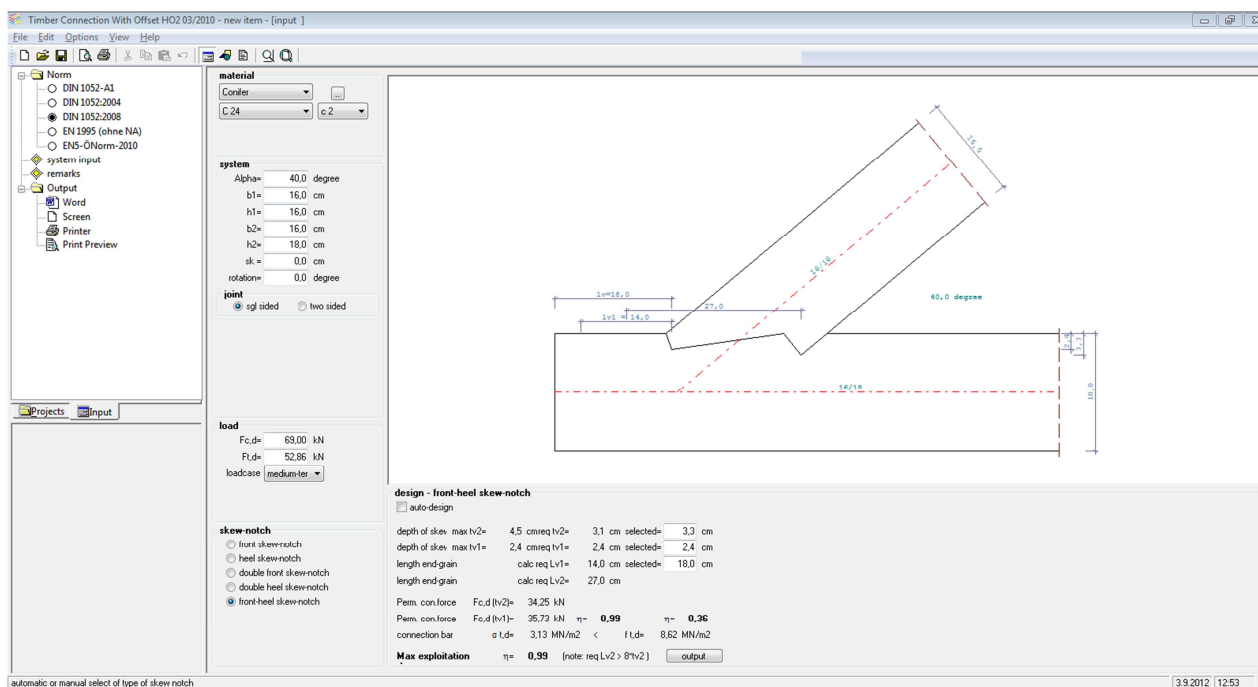 Timber Connection With Offset HO2 03/2010 - new item - [input ]
File Edit Options View Help
Norm
DIN 1052-A1
DIN 1052:2004
DIN 1052:2008
EN 1995 (ohne NA)
EN5-ÖNorm-2010
system input
remarks
Output
Word
Screen
Printer
Print Preview
Projects Input
material
Conifer ...
C 24 c 2
system
Alpha= 40,0 degree
b1= 16,0 cm
h1= 16,0 cm
b2= 16,0 cm
h2= 18,0 cm
sk = 0,0 cm
rotation= 0,0 degree
joint
sgl sided two sided
load
Fc,d= 69,00 kN
Ft,d= 52,86 kN
loadcase medium-ter
skew-notch
front skew-notch
heel skew-notch
double front skew-notch
double heel skew-notch
front-heel skew-notch
16,0
16/16
40,0 degree
lv=18,0
27,0
lv1 = 14,0
2,4
3,3
18,0
16/18
design - front-heel skew-notch
auto-design
depth of skew max tv2= 4,5 cm req tv2= 3,1 cm selected= 3,3 cm
depth of skew max tv1= 2,4 cm req tv1= 2,4 cm selected= 2,4 cm
length end-grain calc req Lv1= 14,0 cm selected= 18,0 cm
length end-grain calc req Lv2= 27,0 cm
Perm. con.force Fc,d (tv2)= 34,25 kN
Perm. con.force Fc,d (tv1)= 35,73 kN η= 0,99 η= 0,36
connection bar σ t,d= 3,13 MN/m2 < f t,d= 8,62 MN/m2
Max exploitation η= 0,99 (note: req Lv2 > 8*tv2 ) output
automatic or manual select of type of skew notch 3.9.2012 12:53